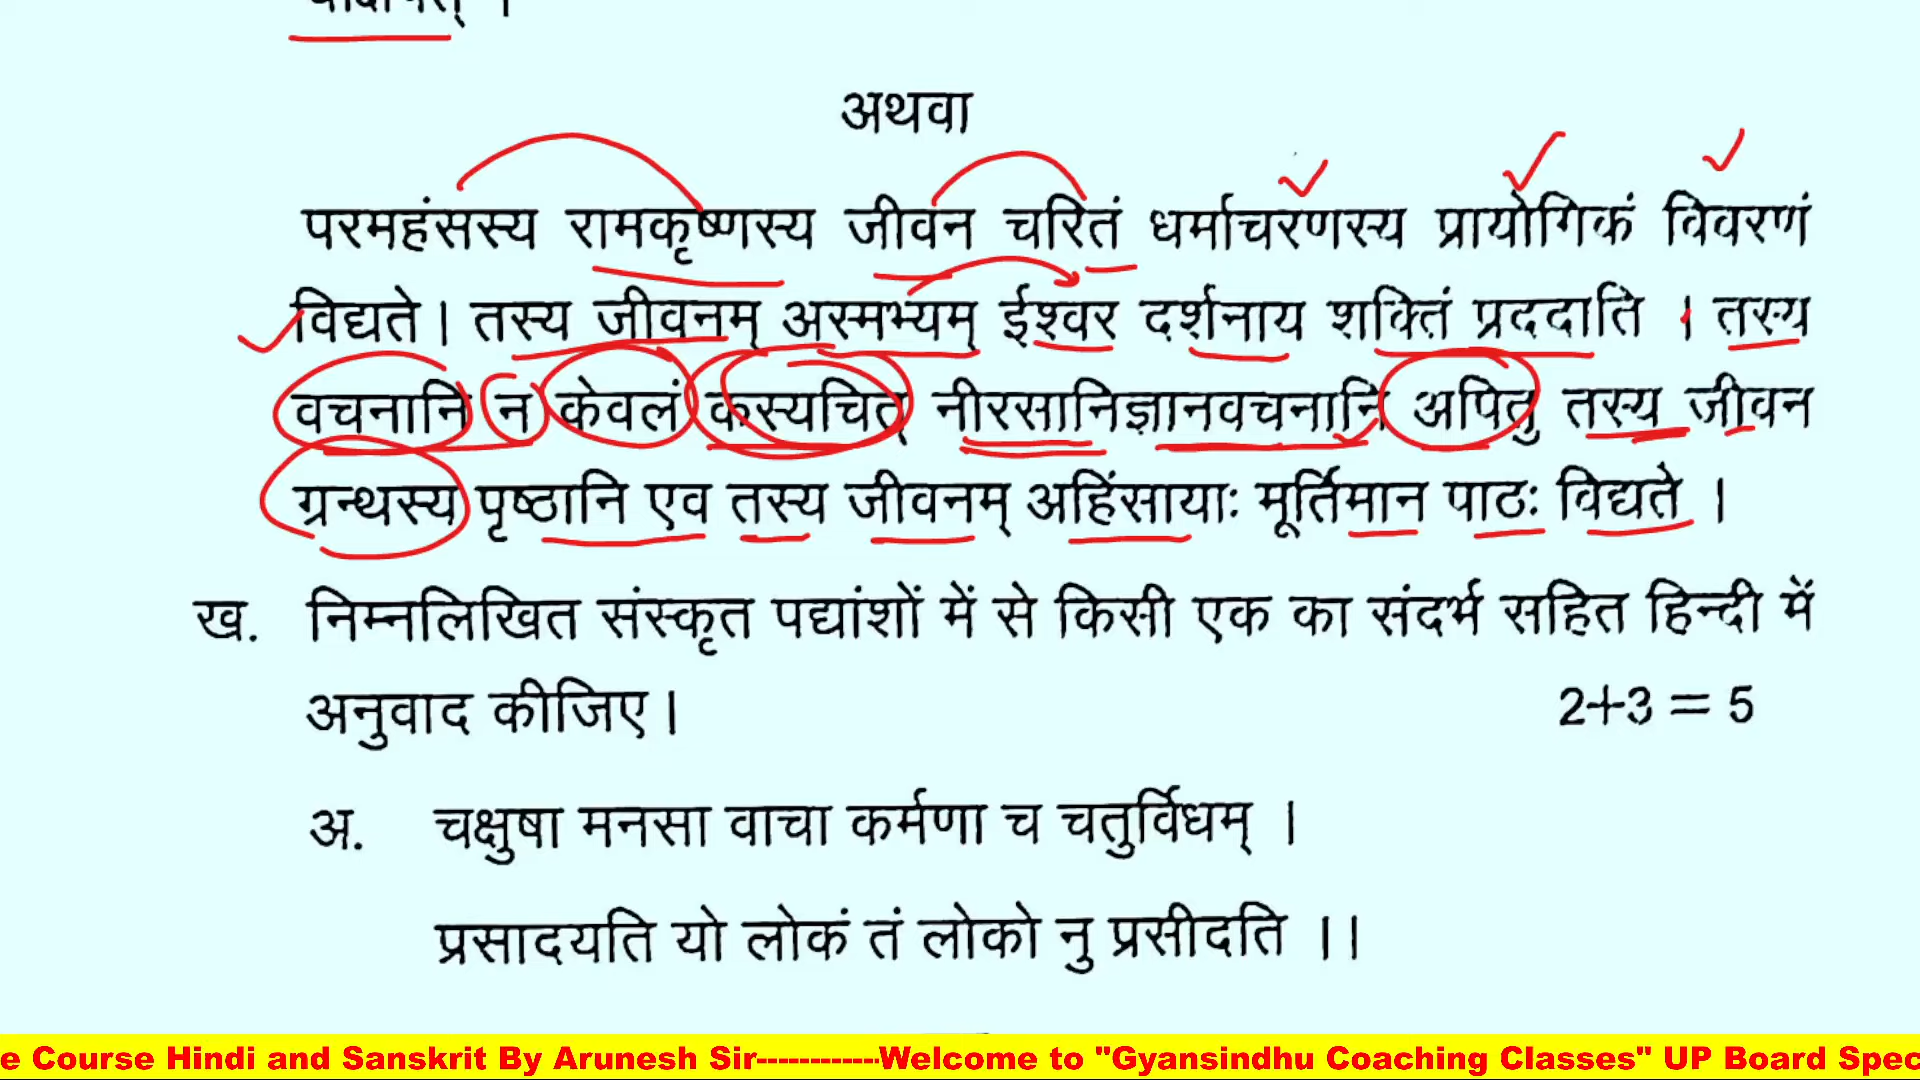 अथवा
परमहंसस्य रामकृष्णस्य जीवन चरितं धर्माचरणस्य प्रायोगिकं विवरणं
विद्यते। तस्य जीवनम् अस्मभ्यम् ईश्वर दर्शनाय शक्तिं प्रददाति । तस्य
वचनानि न केवलं कस्यचित् नीरसानिज्ञानवचनानि अपितु तस्य जीवन
ग्रन्थस्य पृष्ठानि एव तस्य जीवनम् अहिंसायाः मूर्तिमान पाठः विद्यते ।
ख. निम्नलिखित संस्कृत पद्यांशों में से किसी एक का संदर्भ सहित हिन्दी में
अनुवाद कीजिए। 2+3 = 5
अ. चक्षुषा मनसा वाचा कर्मणा च चतुर्विधम् ।
प्रसादयति यो लोकं तं लोको नु प्रसीदति ।।
e Course Hindi and Sanskrit By Arunesh Sir------------Welcome to "Gyansindhu Coaching Classes" UP Board Spec